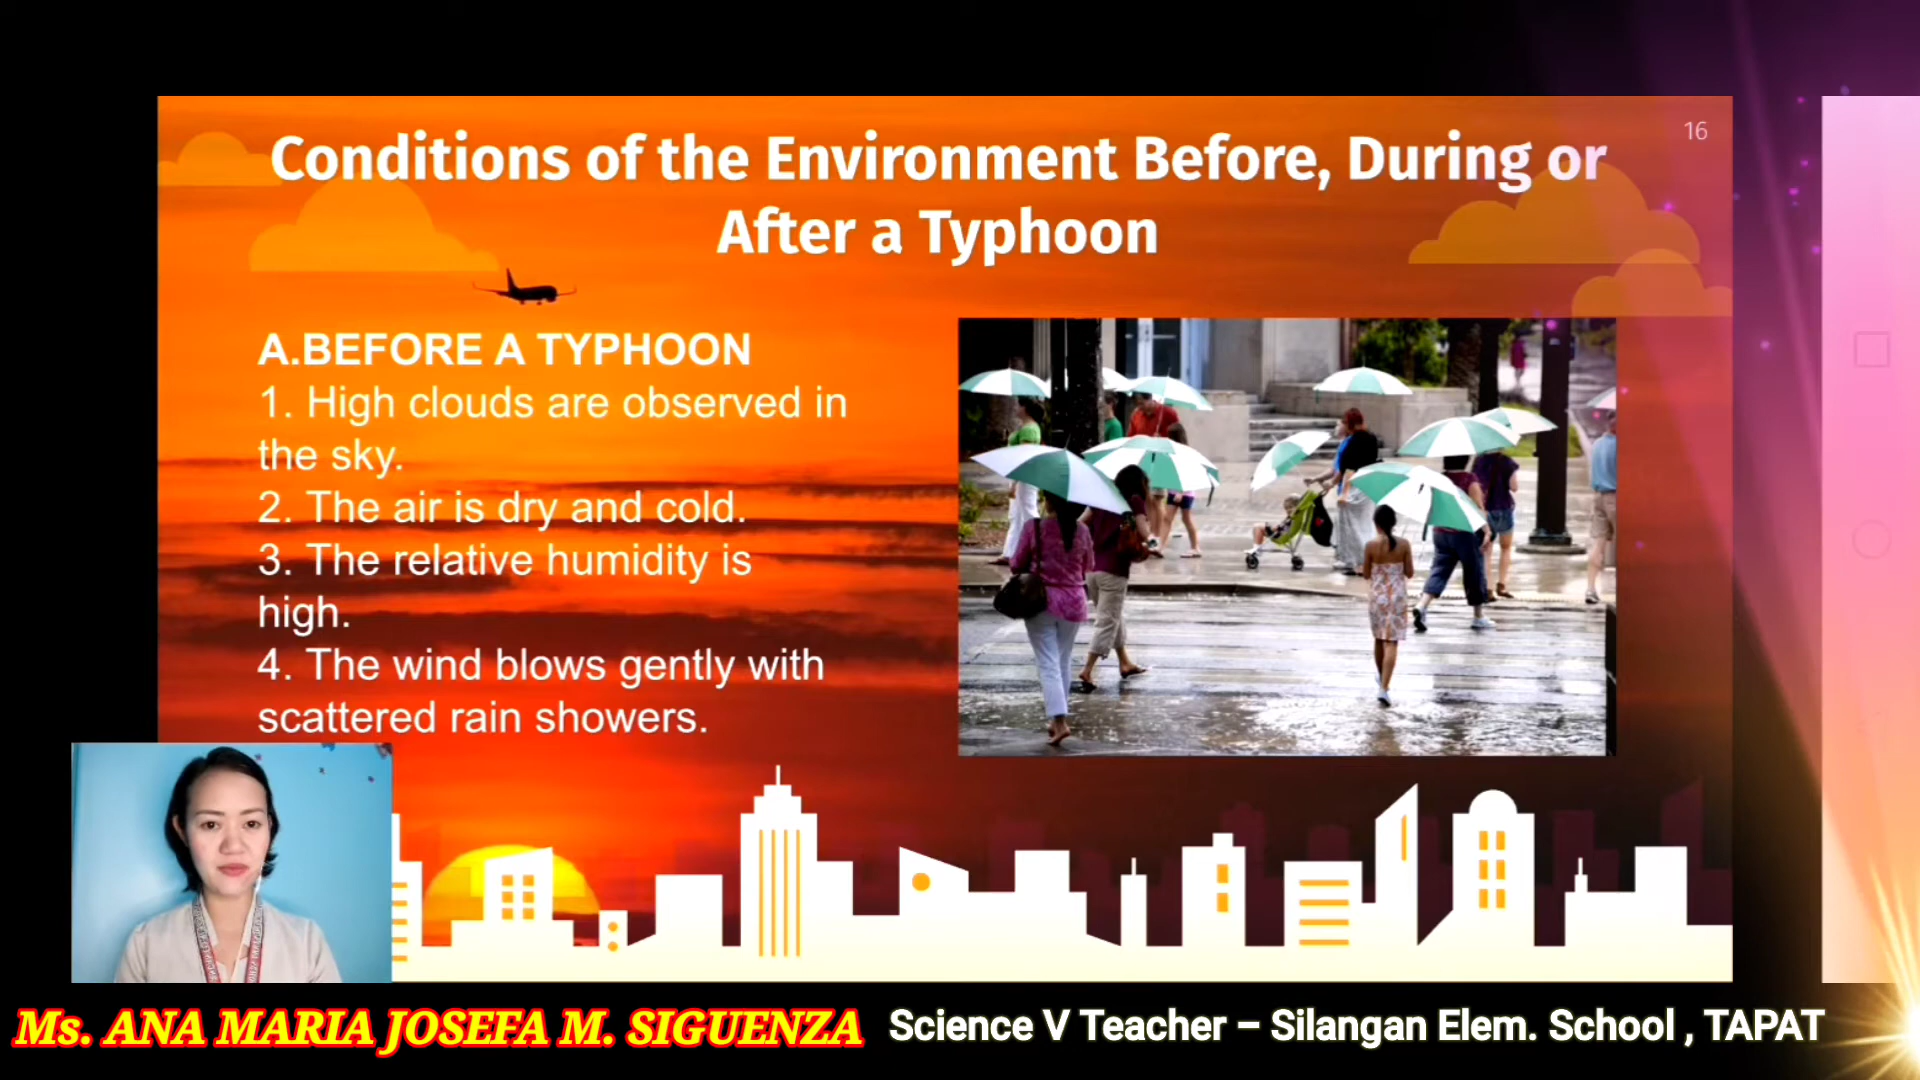 16
Conditions of the Environment Before, During or
After a Typhoon
A.BEFORE A TYPHOON
1. High clouds are observed in
the sky.
2. The air is dry and cold.
3. The relative humidity is
high.
4. The wind blows gently with
scattered rain showers.
Ms. ANA MARIA JOSEFA M. SIGUENZA
Science V Teacher – Silangan Elem. School , TAPAT